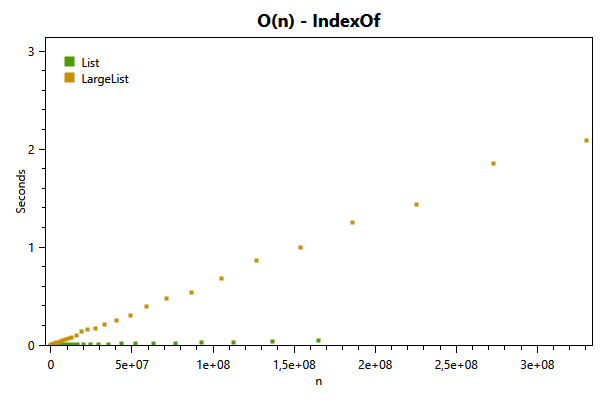 O(n) - IndexOf
List
LargeList
Seconds
3
2
1
0
0 5e+07 1e+08 1,5e+08 2e+08 2,5e+08 3e+08
n